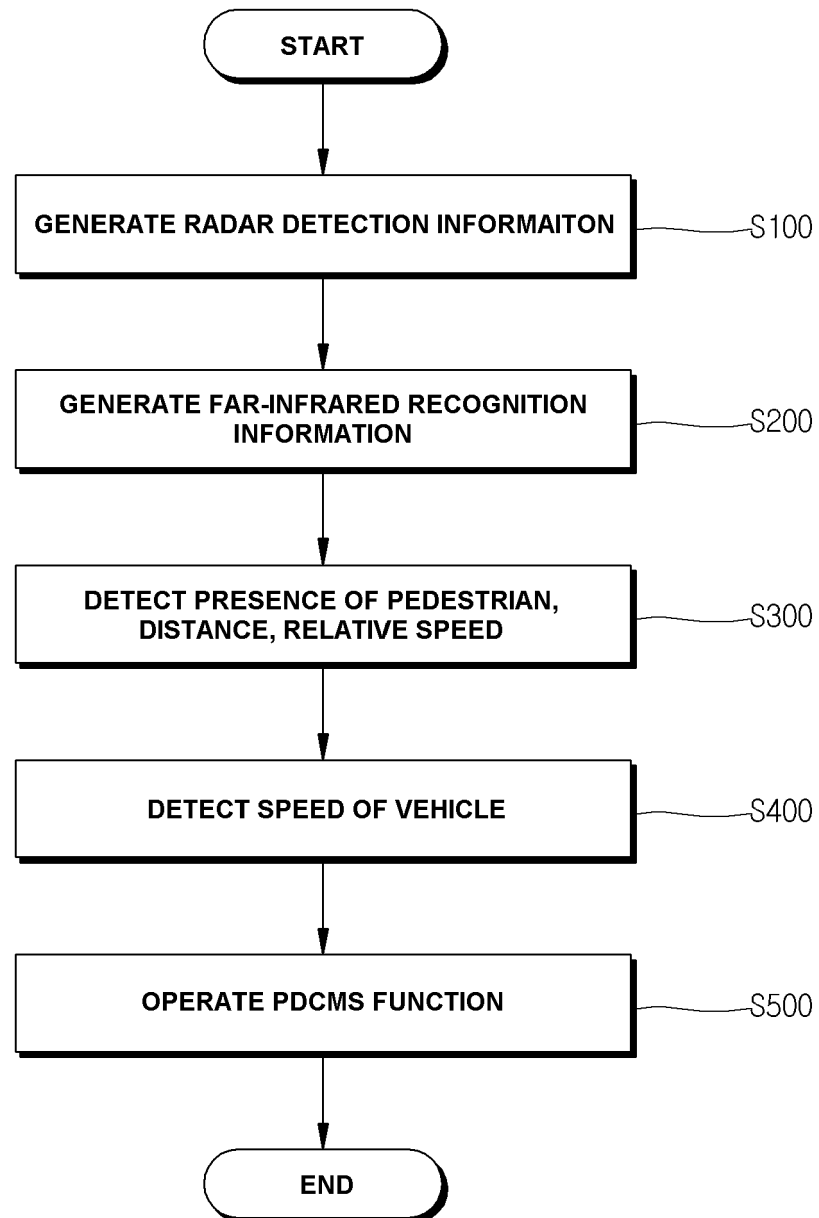 START
GENERATE RADAR DETECTION INFORMAITON
S100
GENERATE FAR-INFRARED RECOGNITION
INFORMATION
S200
DETECT PRESENCE OF PEDESTRIAN,
DISTANCE, RELATIVE SPEED
S300
DETECT SPEED OF VEHICLE
S400
OPERATE PDCMS FUNCTION
S500
END